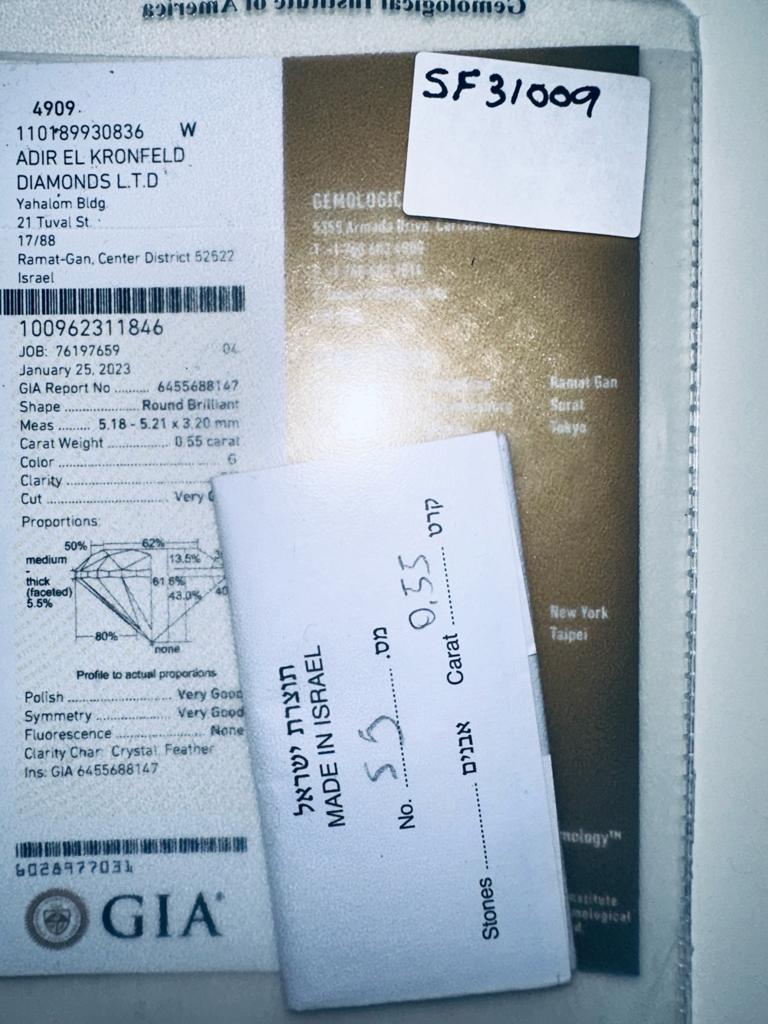 Gemological Institute of America
SF31009
4909.
110189930836 W
ADIR EL KRONFELD
DIAMONDS L.T.D
Yahalom Bldg.
21 Tuval St.
17/88
Ramat-Gan, Center District 52522
Israel
100962311846
JOB: 76197659 04
January 25, 2023
GIA Report No ......... 6455688147
Shape ..................... Round Brilliant
Meas ........ 5.18 - 5.21 x 3.20 mm
Carat Weight ................ 0.55 carat
Color ........................................ G
Clarity
Cut ............................ Very
Proportions:
50% 62%
medium 13.5%
-
thick 61.6%
(faceted) 43.0%
5.5%
80%
none
Profile to actual proportions
Polish ......................... Very Good
Symmetry ................... Very Good
Fluorescence .................... None
Clarity Char: Crystal, Feather
Ins: GIA 6455688147
6028977031
GIA
GEMOLOGIC
5355 Armada Drive,
Ramat Gan
Surat
Tokyo
New York
Taipei
תוצרת ישראל
MADE IN ISRAEL
No. .................... מס.
Carat .................... 0,55 קרט
Stones .................... אבנים